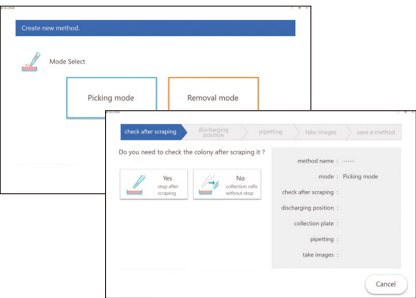 Create new method.
Mode Select
Picking mode
Removal mode
check after scraping
discharging
position
pipetting
take images
save a method
Do you need to check the colony after scraping it ?
Yes
stop after
scraping
No
collection cells
without stop
method name : -----
mode : Picking mode
check after scraping :
discharging position :
collection plate :
pipetting :
take images :
Cancel